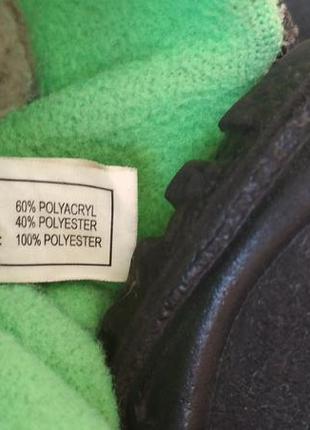 60% POLYACRYL
40% POLYESTER
: 100% POLYESTER